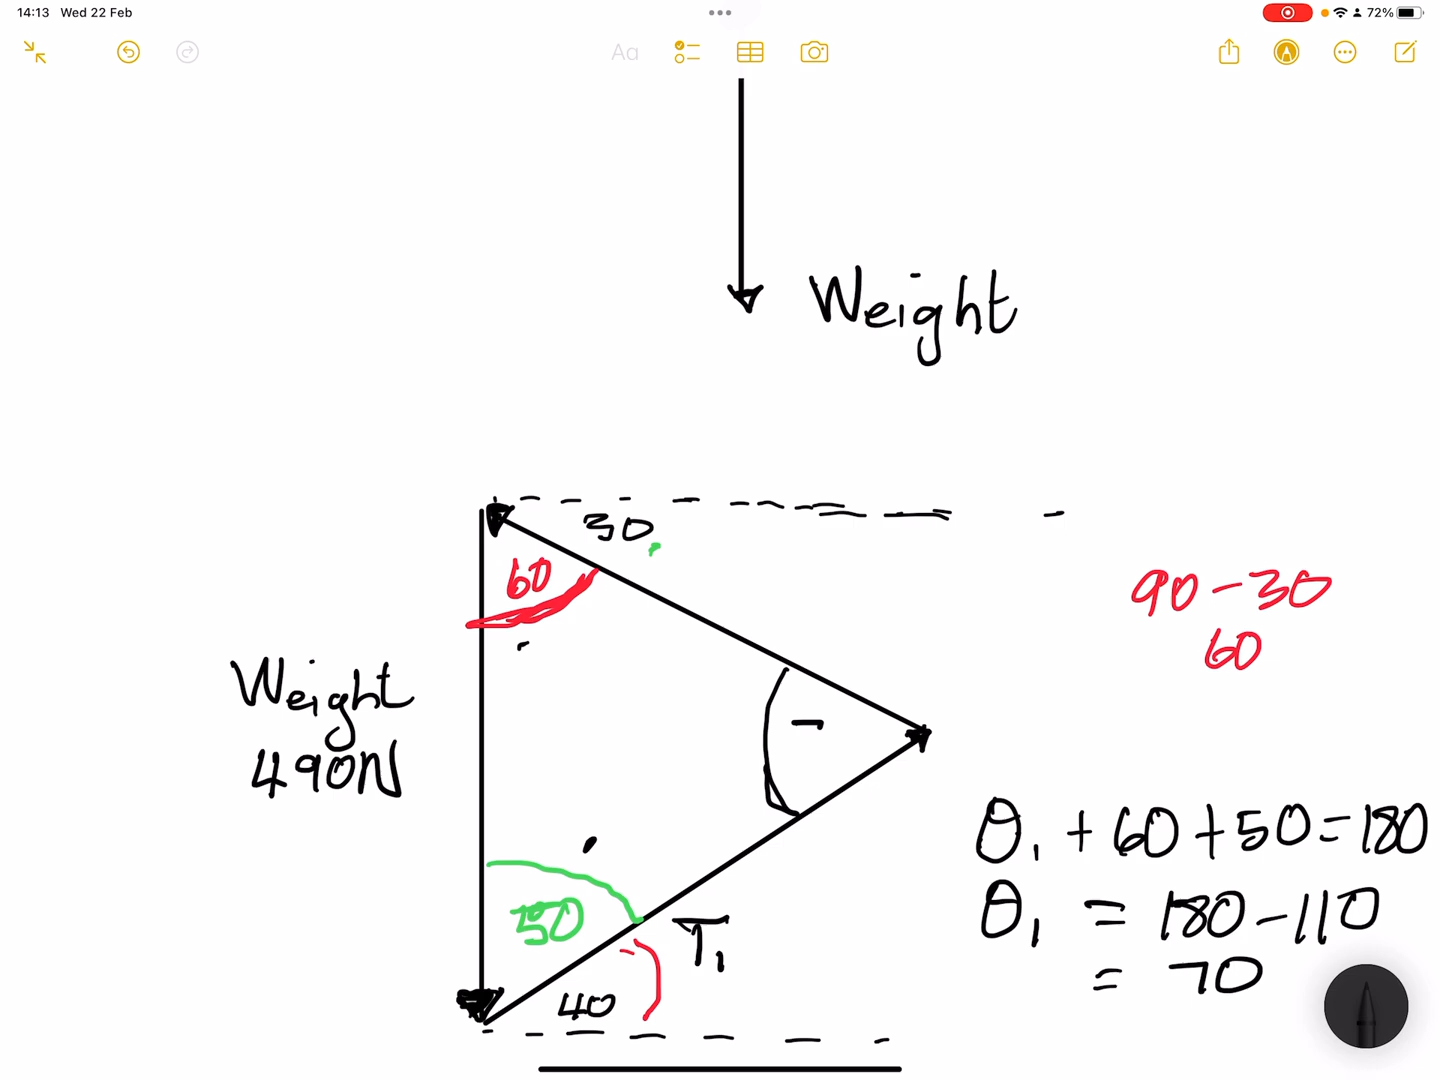 14:13 Wed 22 Feb
72%
Aa
Weight
30
60
90 - 30
60
Weight
490N
θ₁ + 60 + 50 = 180
50
T₁
θ₁ = 180 - 110
= 70
40